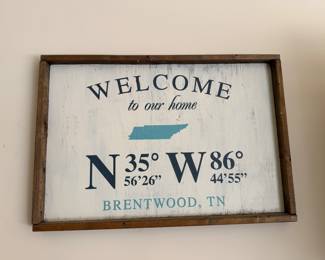 WELCOME
to our home
N 35° 56'26" W 86° 44'55"
BRENTWOOD, TN